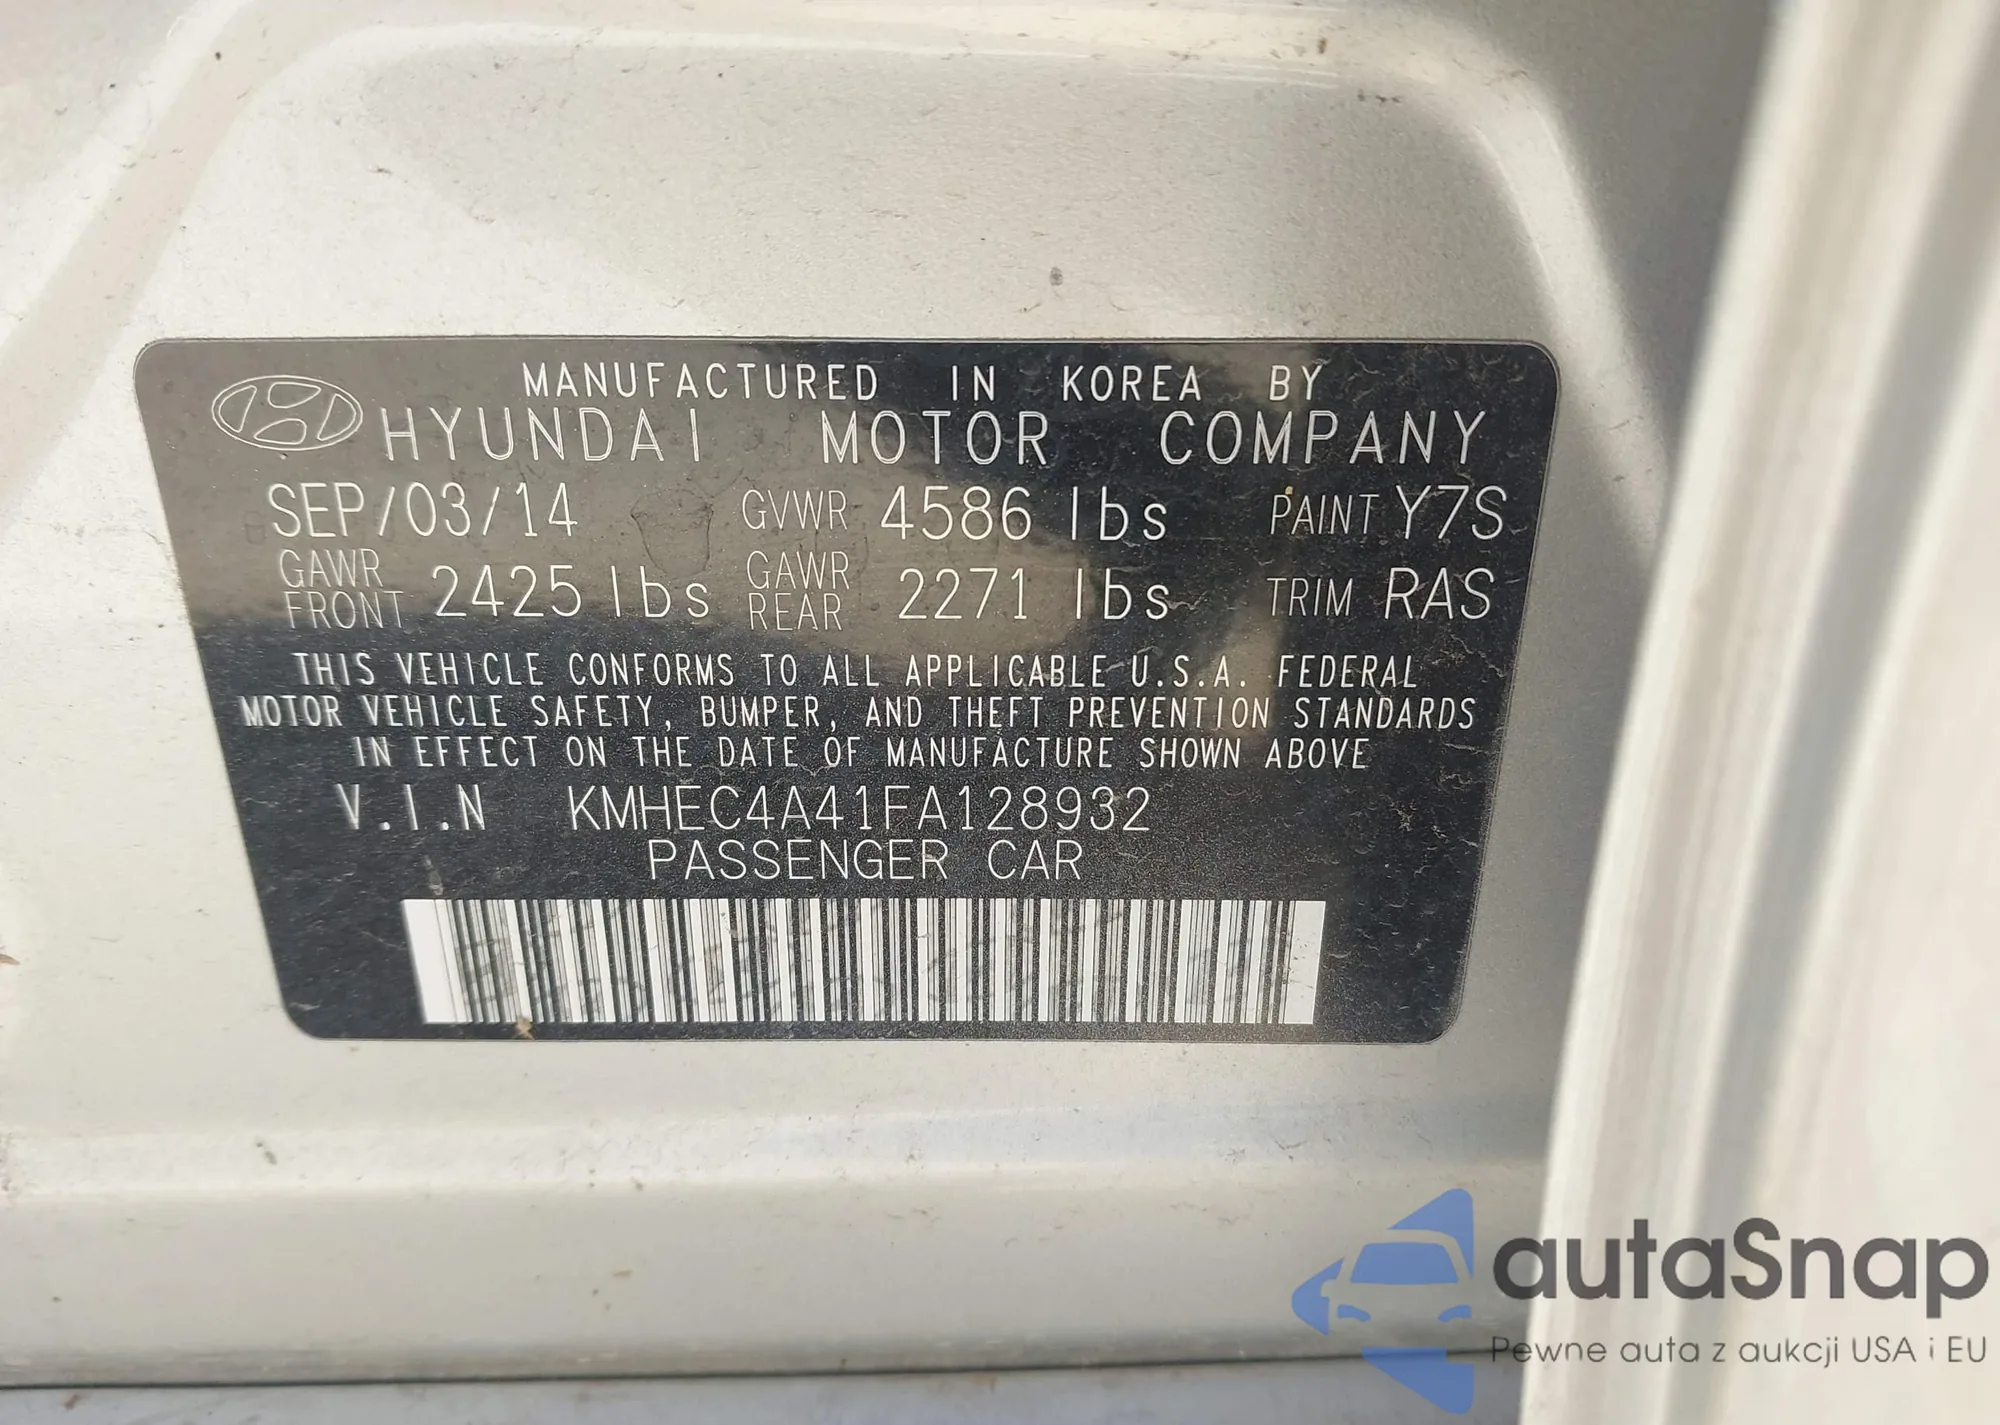 MANUFACTURED IN KOREA BY
HYUNDAI MOTOR COMPANY
SEP/03/14 GVWR 4586 lbs PAINT Y7S
GAWR FRONT 2425 lbs GAWR REAR 2271 lbs TRIM RAS
THIS VEHICLE CONFORMS TO ALL APPLICABLE U.S.A. FEDERAL
MOTOR VEHICLE SAFETY, BUMPER, AND THEFT PREVENTION STANDARDS
IN EFFECT ON THE DATE OF MANUFACTURE SHOWN ABOVE
V.I.N KMHEC4A41FA128932
PASSENGER CAR
autaSnap
Pewne auta z aukcji USA i EU